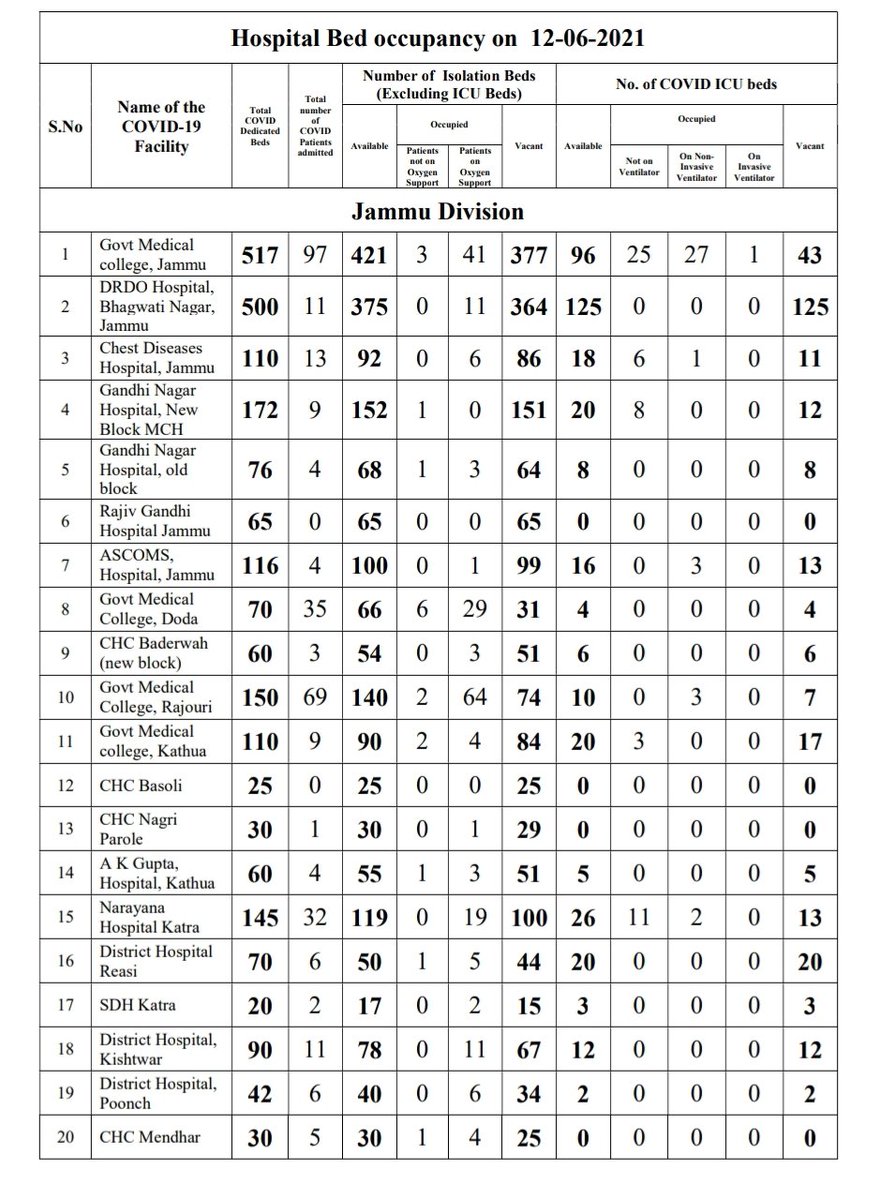 Hospital Bed occupancy on 12-06-2021
S.No
Name of the
COVID-19
Facility
Total
COVID
Dedicated
Beds
Total
number
of
COVID
Patients
admitted
Number of Isolation Beds
(Excluding ICU Beds)
No. of COVID ICU beds
Available
Occupied
Vacant
Available
Occupied
Vacant
Patients
not on
Oxygen
Support
Patients
on
Oxygen
Support
Not on
Ventilator
On Non-
Invasive
Ventilator
On
Invasive
Ventilator
Jammu Division
1 Govt Medical
college, Jammu 517 97 421 3 41 377 96 25 27 1 43
2 DRDO Hospital,
Bhagwati Nagar,
Jammu 500 11 375 0 11 364 125 0 0 0 125
3 Chest Diseases
Hospital, Jammu 110 13 92 0 6 86 18 6 1 0 11
4 Gandhi Nagar
Hospital, New
Block MCH 172 9 152 1 0 151 20 8 0 0 12
5 Gandhi Nagar
Hospital, old
block 76 4 68 1 3 64 8 0 0 0 8
6 Rajiv Gandhi
Hospital Jammu 65 0 65 0 0 65 0 0 0 0 0
7 ASCOMS,
Hospital, Jammu 116 4 100 0 1 99 16 0 3 0 13
8 Govt Medical
College, Doda 70 35 66 6 29 31 4 0 0 0 4
9 CHC Baderwah
(new block) 60 3 54 0 3 51 6 0 0 0 6
10 Govt Medical
College, Rajouri 150 69 140 2 64 74 10 0 3 0 7
11 Govt Medical
college, Kathua 110 9 90 2 4 84 20 3 0 0 17
12 CHC Basoli 25 0 25 0 0 25 0 0 0 0 0
13 CHC Nagri
Parole 30 1 30 0 1 29 0 0 0 0 0
14 A K Gupta,
Hospital, Kathua 60 4 55 1 3 51 5 0 0 0 5
15 Narayana
Hospital Katra 145 32 119 0 19 100 26 11 2 0 13
16 District Hospital
Reasi 70 6 50 1 5 44 20 0 0 0 20
17 SDH Katra 20 2 17 0 2 15 3 0 0 0 3
18 District Hospital,
Kishtwar 90 11 78 0 11 67 12 0 0 0 12
19 District Hospital,
Poonch 42 6 40 0 6 34 2 0 0 0 2
20 CHC Mendhar 30 5 30 1 4 25 0 0 0 0 0